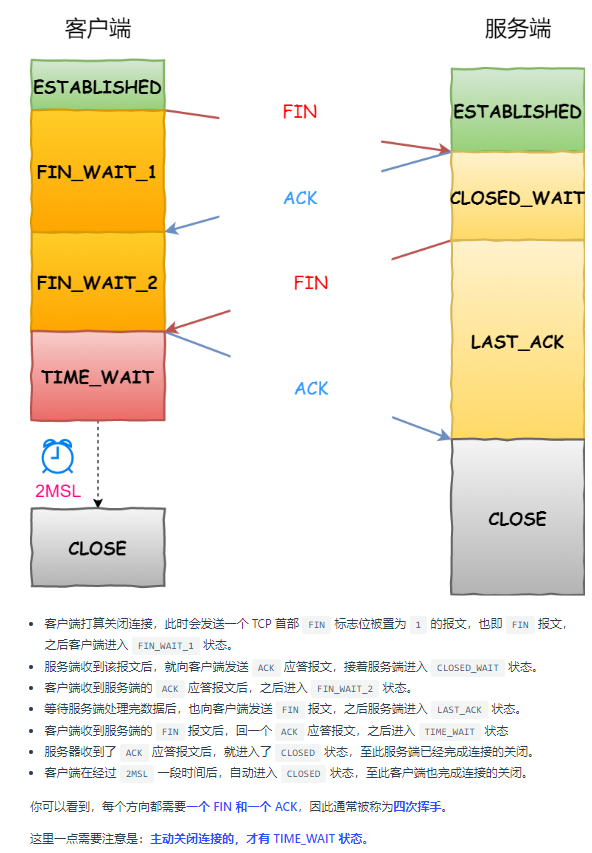 客户端
服务端
ESTABLISHED
FIN
ESTABLISHED
FIN_WAIT_1
ACK
CLOSED_WAIT
FIN_WAIT_2
FIN
LAST_ACK
TIME_WAIT
ACK
2MSL
CLOSE
CLOSE
• 客户端打算关闭连接，此时会发送一个 TCP 首部 FIN 标志位被置为 1 的报文，也即 FIN 报文，
之后客户端进入 FIN_WAIT_1 状态。
• 服务端收到该报文后，就向客户端发送 ACK 应答报文，接着服务端进入 CLOSED_WAIT 状态。
• 客户端收到服务端的 ACK 应答报文后，之后进入 FIN_WAIT_2 状态。
• 等待服务端处理完数据后，也向客户端发送 FIN 报文，之后服务端进入 LAST_ACK 状态。
• 客户端收到服务端的 FIN 报文后，回一个 ACK 应答报文，之后进入 TIME_WAIT 状态
• 服务器收到了 ACK 应答报文后，就进入了 CLOSED 状态，至此服务端已经完成连接的关闭。
• 客户端在经过 2MSL 一段时间后，自动进入 CLOSED 状态，至此客户端也完成连接的关闭。
你可以看到，每个方向都需要一个 FIN 和一个 ACK，因此通常被称为四次挥手。
这里一点需要注意是：主动关闭连接的，才有 TIME_WAIT 状态。